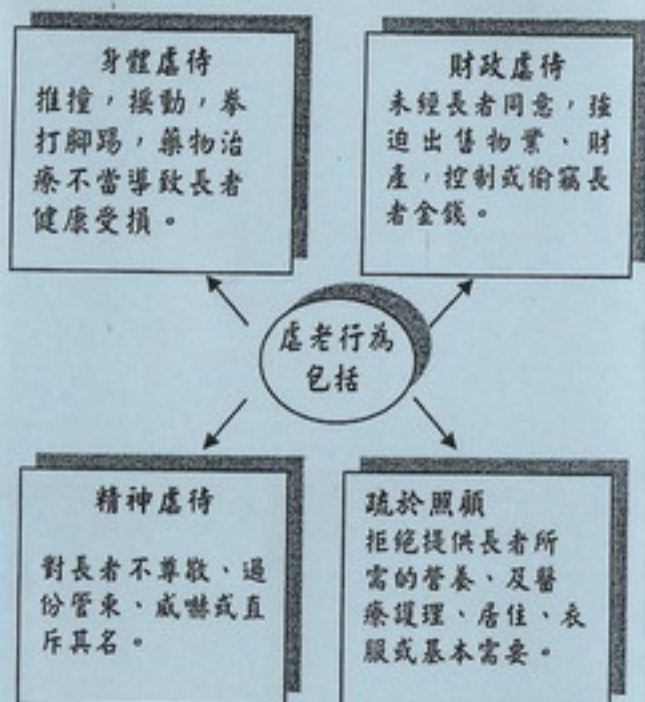 身體虐待
推撞，搖動，拳
打腳踢，藥物治
療不當導致長者
健康受損。
財政虐待
未經長者同意，強
迫出售物業、財
產，控制或偷竊長
者金錢。
虐老行為
包括
精神虐待
對長者不尊敬、過
份管束、威嚇或直
斥其名。
疏於照顧
拒絕提供長者所
需的營養、及醫
療護理、居住、衣
服或基本需要。